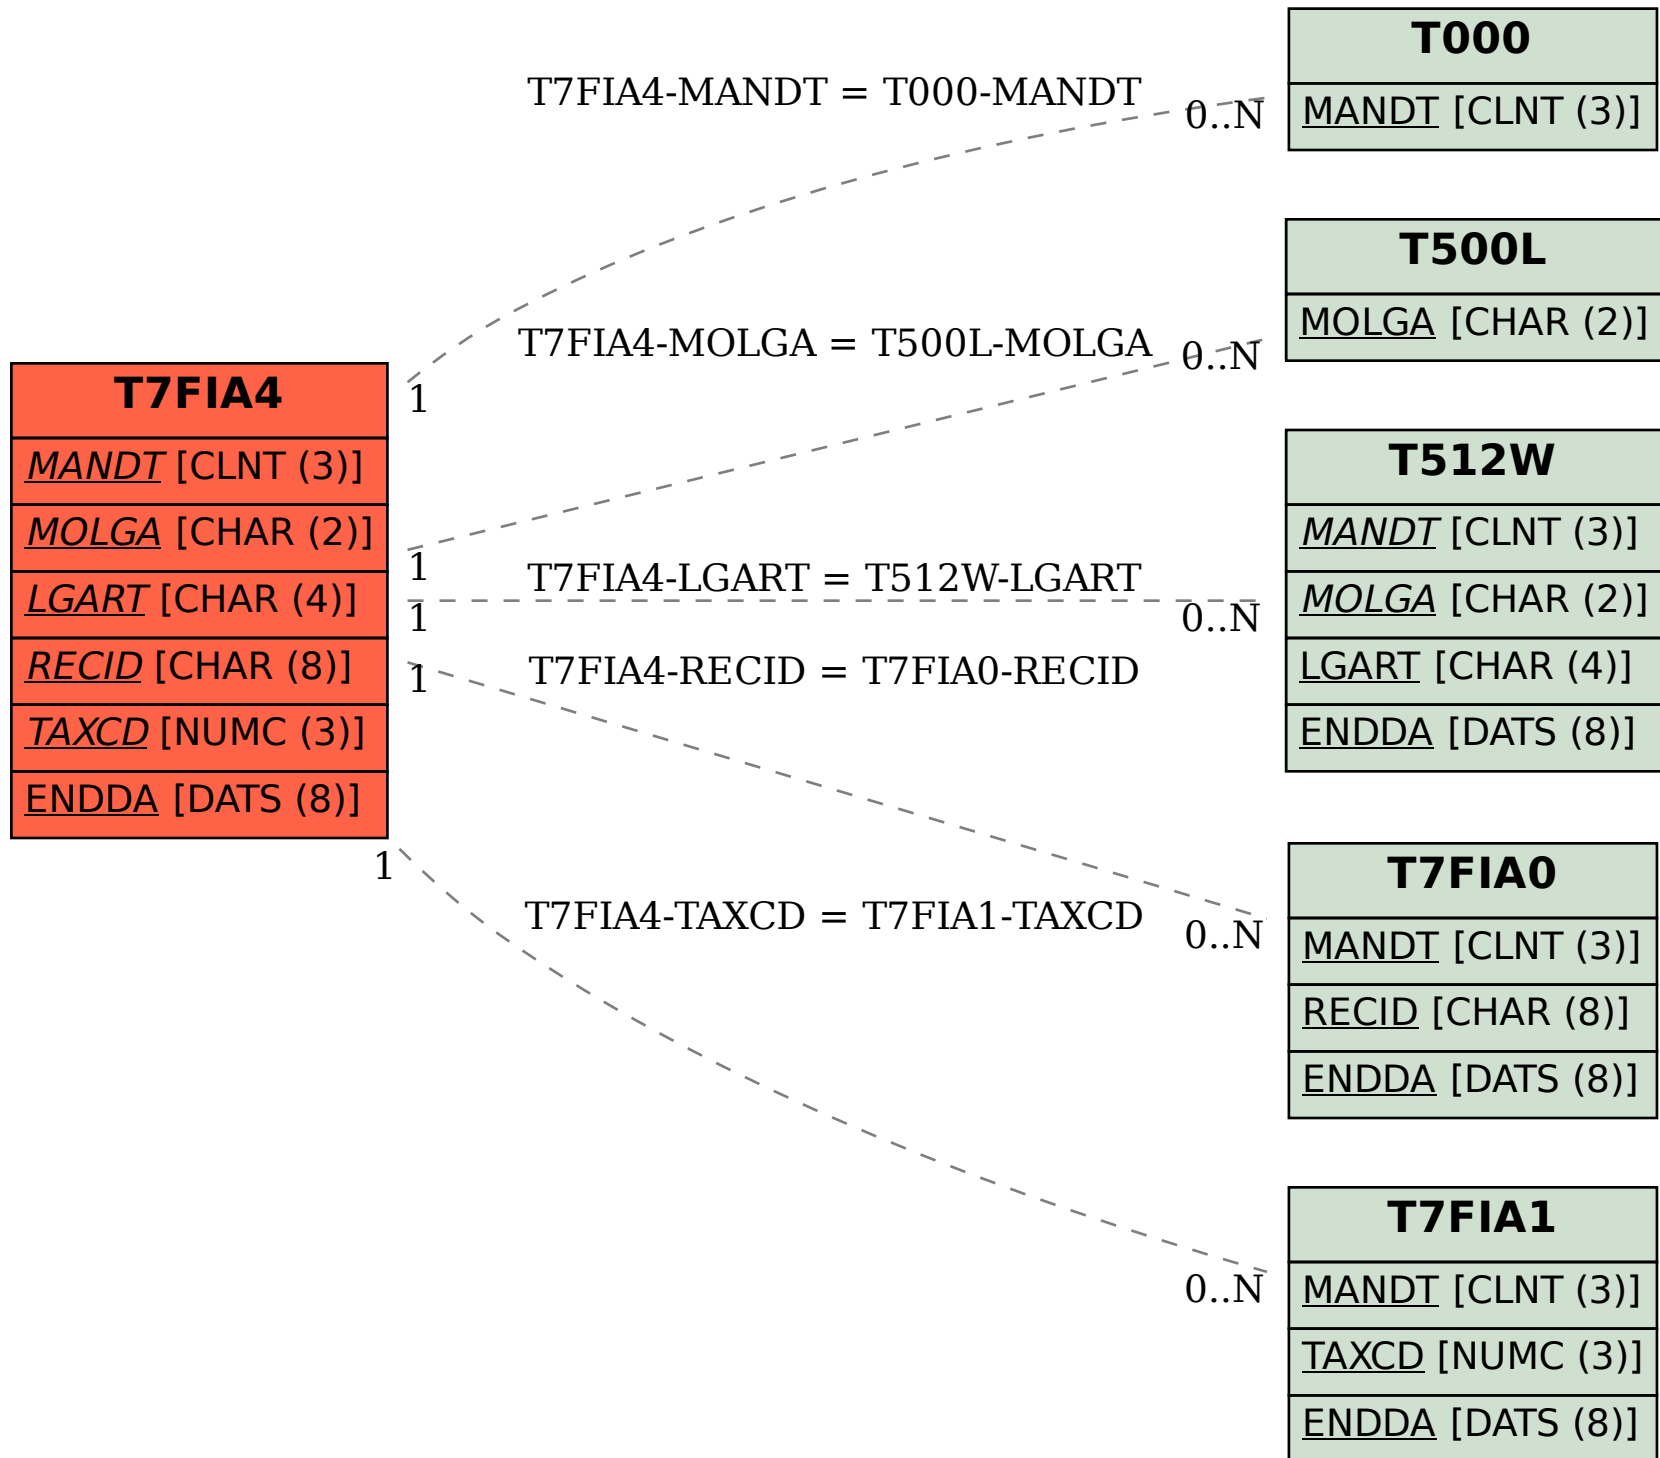 T7FIA4
MANDT [CLNT (3)]
MOLGA [CHAR (2)]
LGART [CHAR (4)]
RECID [CHAR (8)]
TAXCD [NUMC (3)]
ENDDA [DATS (8)]
T7FIA4-MANDT = T000-MANDT
1
0..N
T7FIA4-MOLGA = T500L-MOLGA
1
0..N
T7FIA4-LGART = T512W-LGART
1
0..N
T7FIA4-RECID = T7FIA0-RECID
1
0..N
T7FIA4-TAXCD = T7FIA1-TAXCD
1
0..N
T000
MANDT [CLNT (3)]
T500L
MOLGA [CHAR (2)]
T512W
MANDT [CLNT (3)]
MOLGA [CHAR (2)]
LGART [CHAR (4)]
ENDDA [DATS (8)]
T7FIA0
MANDT [CLNT (3)]
RECID [CHAR (8)]
ENDDA [DATS (8)]
T7FIA1
MANDT [CLNT (3)]
TAXCD [NUMC (3)]
ENDDA [DATS (8)]